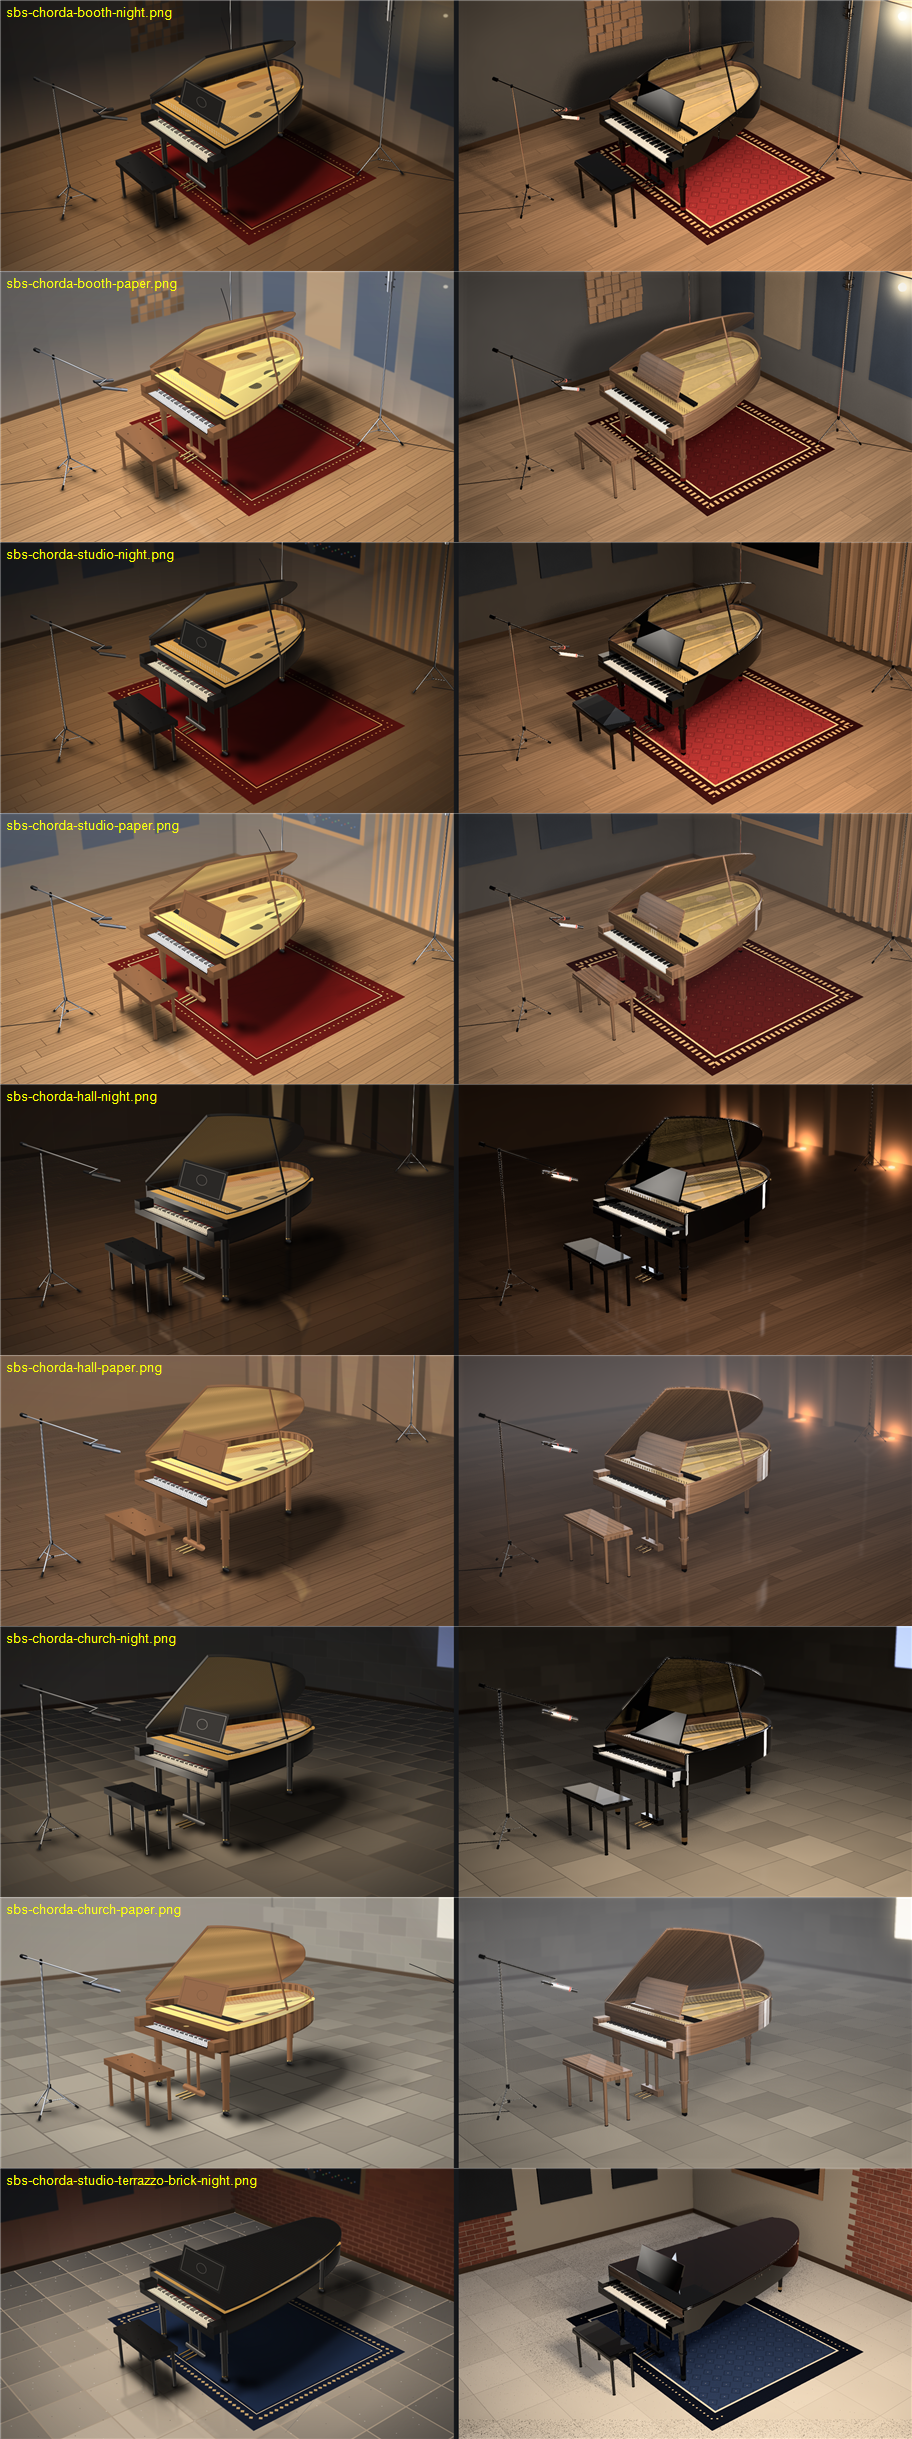 sbs-chorda-booth-night.png
sbs-chorda-booth-paper.png
sbs-chorda-studio-night.png
sbs-chorda-studio-paper.png
sbs-chorda-hall-night.png
sbs-chorda-hall-paper.png
sbs-chorda-church-night.png
sbs-chorda-church-paper.png
sbs-chorda-studio-terrazzo-brick-night.png